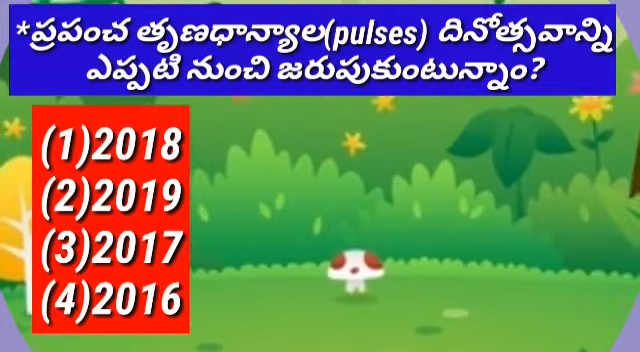 *ప్రపంచ తృణధాన్యాల(pulses) దినోత్సవాన్ని
ఎప్పటి నుంచి జరుపుకుంటున్నాం?
(1)2018
(2)2019
(3)2017
(4)2016